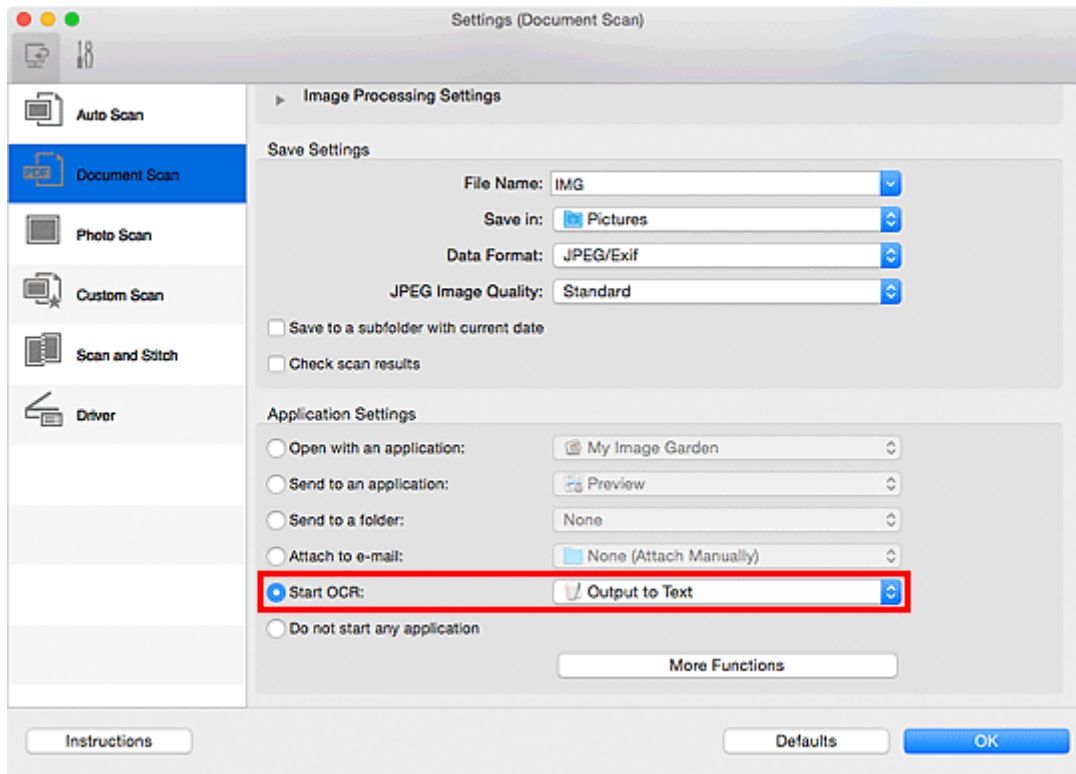 Settings (Document Scan)
Auto Scan
PDF
Document Scan
Photo Scan
Custom Scan
Scan and Stitch
Driver
Image Processing Settings
Save Settings
File Name: IMG
Save in: Pictures
Data Format: JPEG/Exif
JPEG Image Quality: Standard
Save to a subfolder with current date
Check scan results
Application Settings
Open with an application: My Image Garden
Send to an application: Preview
Send to a folder: None
Attach to e-mail: None (Attach Manually)
Start OCR: Output to Text
Do not start any application
More Functions
Instructions Defaults OK